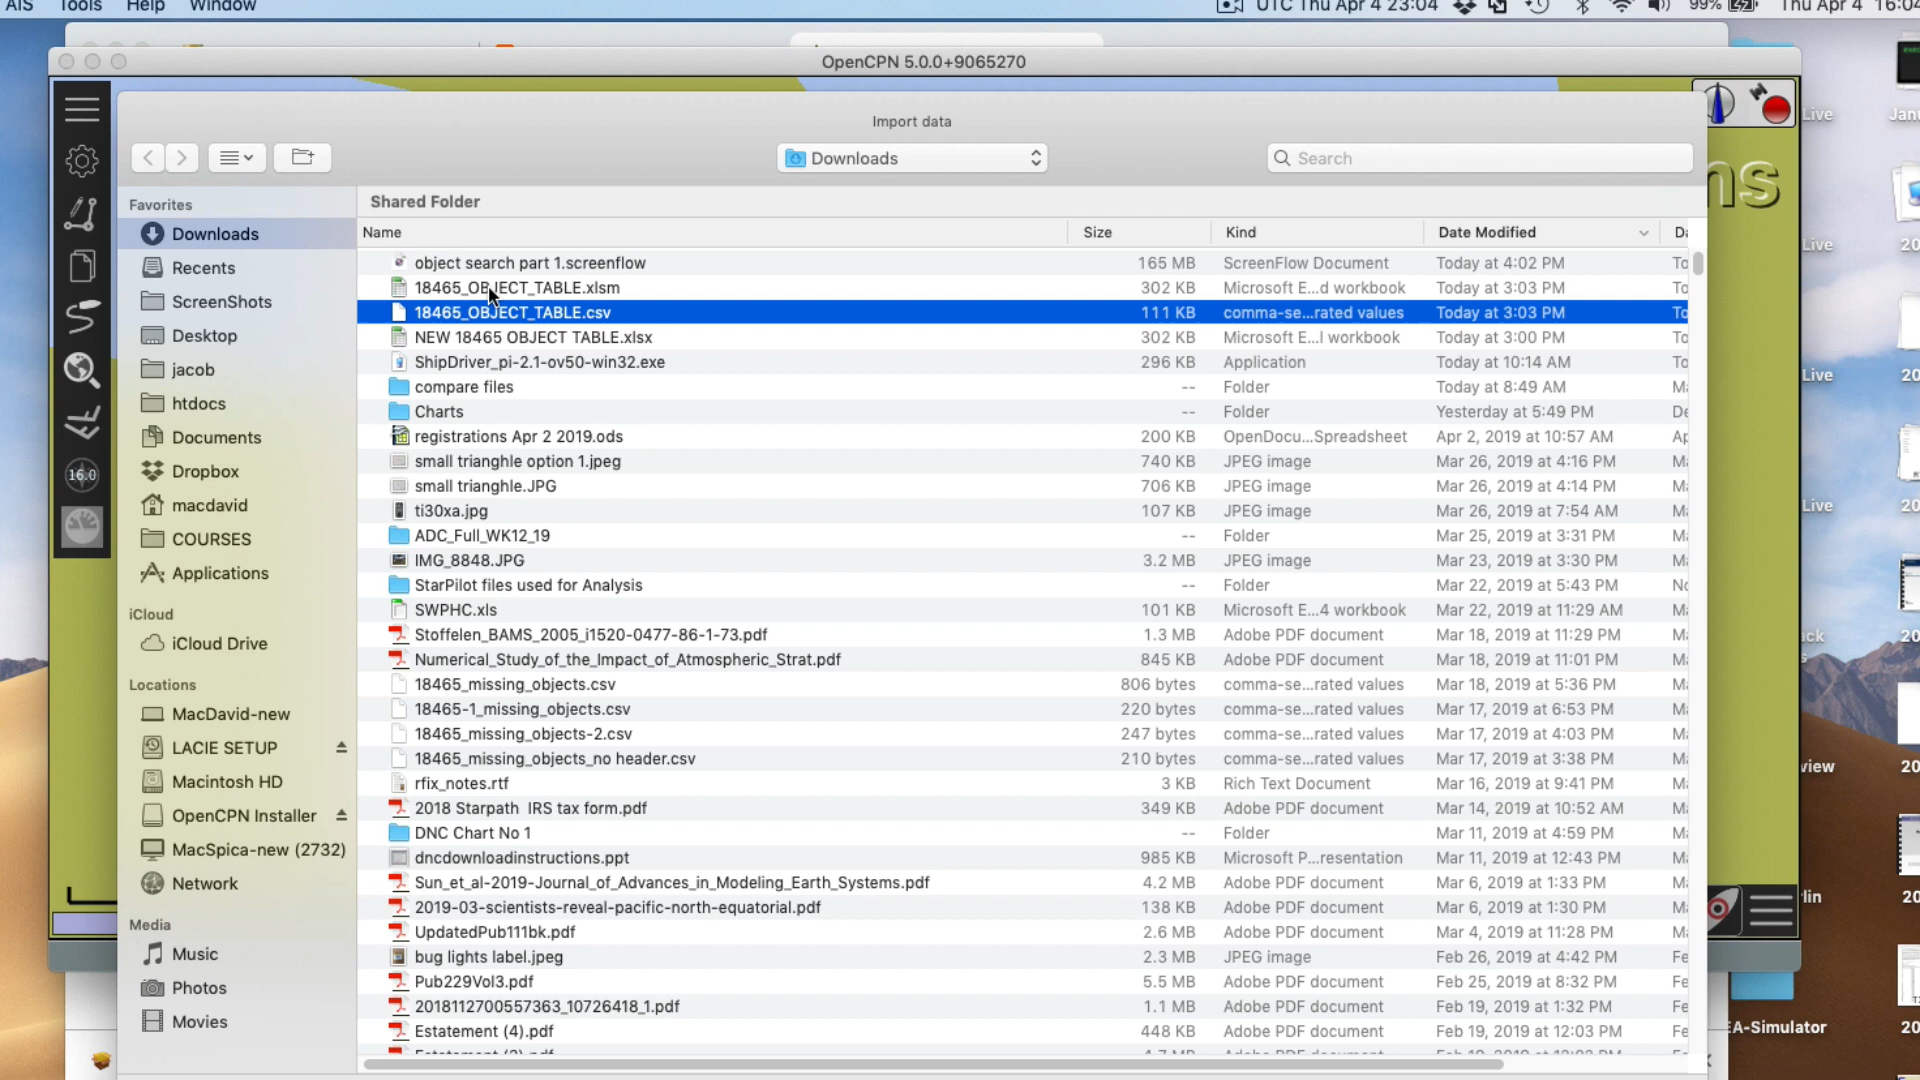 AIS Tools Help Window UTC Thu Apr 4 23:04 99% Thu Apr 4 16:04
OpenCPN 5.0.0+9065270
Import data
Downloads Search
Favorites
Downloads
Recents
ScreenShots
Desktop
jacob
htdocs
Documents
Dropbox
macdavid
COURSES
Applications
iCloud
iCloud Drive
Locations
MacDavid-new
LACIE SETUP
Macintosh HD
OpenCPN Installer
MacSpica-new (2732)
Network
Media
Music
Photos
Movies
16.0
Shared Folder
Name Size Kind Date Modified
object search part 1.screenflow 165 MB ScreenFlow Document Today at 4:02 PM
18465_OBJECT_TABLE.xlsm 302 KB Microsoft E...d workbook Today at 3:03 PM
18465_OBJECT_TABLE.csv 111 KB comma-se...rated values Today at 3:03 PM
NEW 18465 OBJECT TABLE.xlsx 302 KB Microsoft E...l workbook Today at 3:00 PM
ShipDriver_pi-2.1-ov50-win32.exe 296 KB Application Today at 10:14 AM
compare files -- Folder Today at 8:49 AM
Charts -- Folder Yesterday at 5:49 PM
registrations Apr 2 2019.ods 200 KB OpenDocu...Spreadsheet Apr 2, 2019 at 10:57 AM
small trianghle option 1.jpeg 740 KB JPEG image Mar 26, 2019 at 4:16 PM
small trianghle.JPG 706 KB JPEG image Mar 26, 2019 at 4:14 PM
ti30xa.jpg 107 KB JPEG image Mar 26, 2019 at 7:54 AM
ADC_Full_WK12_19 -- Folder Mar 25, 2019 at 3:31 PM
IMG_8848.JPG 3.2 MB JPEG image Mar 23, 2019 at 3:30 PM
StarPilot files used for Analysis -- Folder Mar 22, 2019 at 5:43 PM
SWPHC.xls 101 KB Microsoft E...4 workbook Mar 22, 2019 at 11:29 AM
Stoffelen_BAMS_2005_i1520-0477-86-1-73.pdf 1.3 MB Adobe PDF document Mar 18, 2019 at 11:29 PM
Numerical_Study_of_the_Impact_of_Atmospheric_Strat.pdf 845 KB Adobe PDF document Mar 18, 2019 at 11:01 PM
18465_missing_objects.csv 806 bytes comma-se...rated values Mar 18, 2019 at 5:36 PM
18465-1_missing_objects.csv 220 bytes comma-se...rated values Mar 17, 2019 at 6:53 PM
18465_missing_objects-2.csv 247 bytes comma-se...rated values Mar 17, 2019 at 4:03 PM
18465_missing_objects_no header.csv 210 bytes comma-se...rated values Mar 17, 2019 at 3:38 PM
rfix_notes.rtf 3 KB Rich Text Document Mar 16, 2019 at 9:41 PM
2018 Starpath IRS tax form.pdf 349 KB Adobe PDF document Mar 14, 2019 at 10:52 AM
DNC Chart No 1 -- Folder Mar 11, 2019 at 4:59 PM
dncdownloadinstructions.ppt 985 KB Microsoft P...resentation Mar 11, 2019 at 12:43 PM
Sun_et_al-2019-Journal_of_Advances_in_Modeling_Earth_Systems.pdf 4.2 MB Adobe PDF document Mar 6, 2019 at 1:33 PM
2019-03-scientists-reveal-pacific-north-equatorial.pdf 138 KB Adobe PDF document Mar 6, 2019 at 1:30 PM
UpdatedPub111bk.pdf 2.6 MB Adobe PDF document Mar 4, 2019 at 11:28 PM
bug lights label.jpeg 2.3 MB JPEG image Feb 26, 2019 at 4:42 PM
Pub229Vol3.pdf 5.5 MB Adobe PDF document Feb 25, 2019 at 8:32 PM
2018112700557363_10726418_1.pdf 1.1 MB Adobe PDF document Feb 19, 2019 at 1:32 PM
Estatement (4).pdf 448 KB Adobe PDF document Feb 19, 2019 at 12:03 PM
Live
Live
Live
Live
EA-Simulator